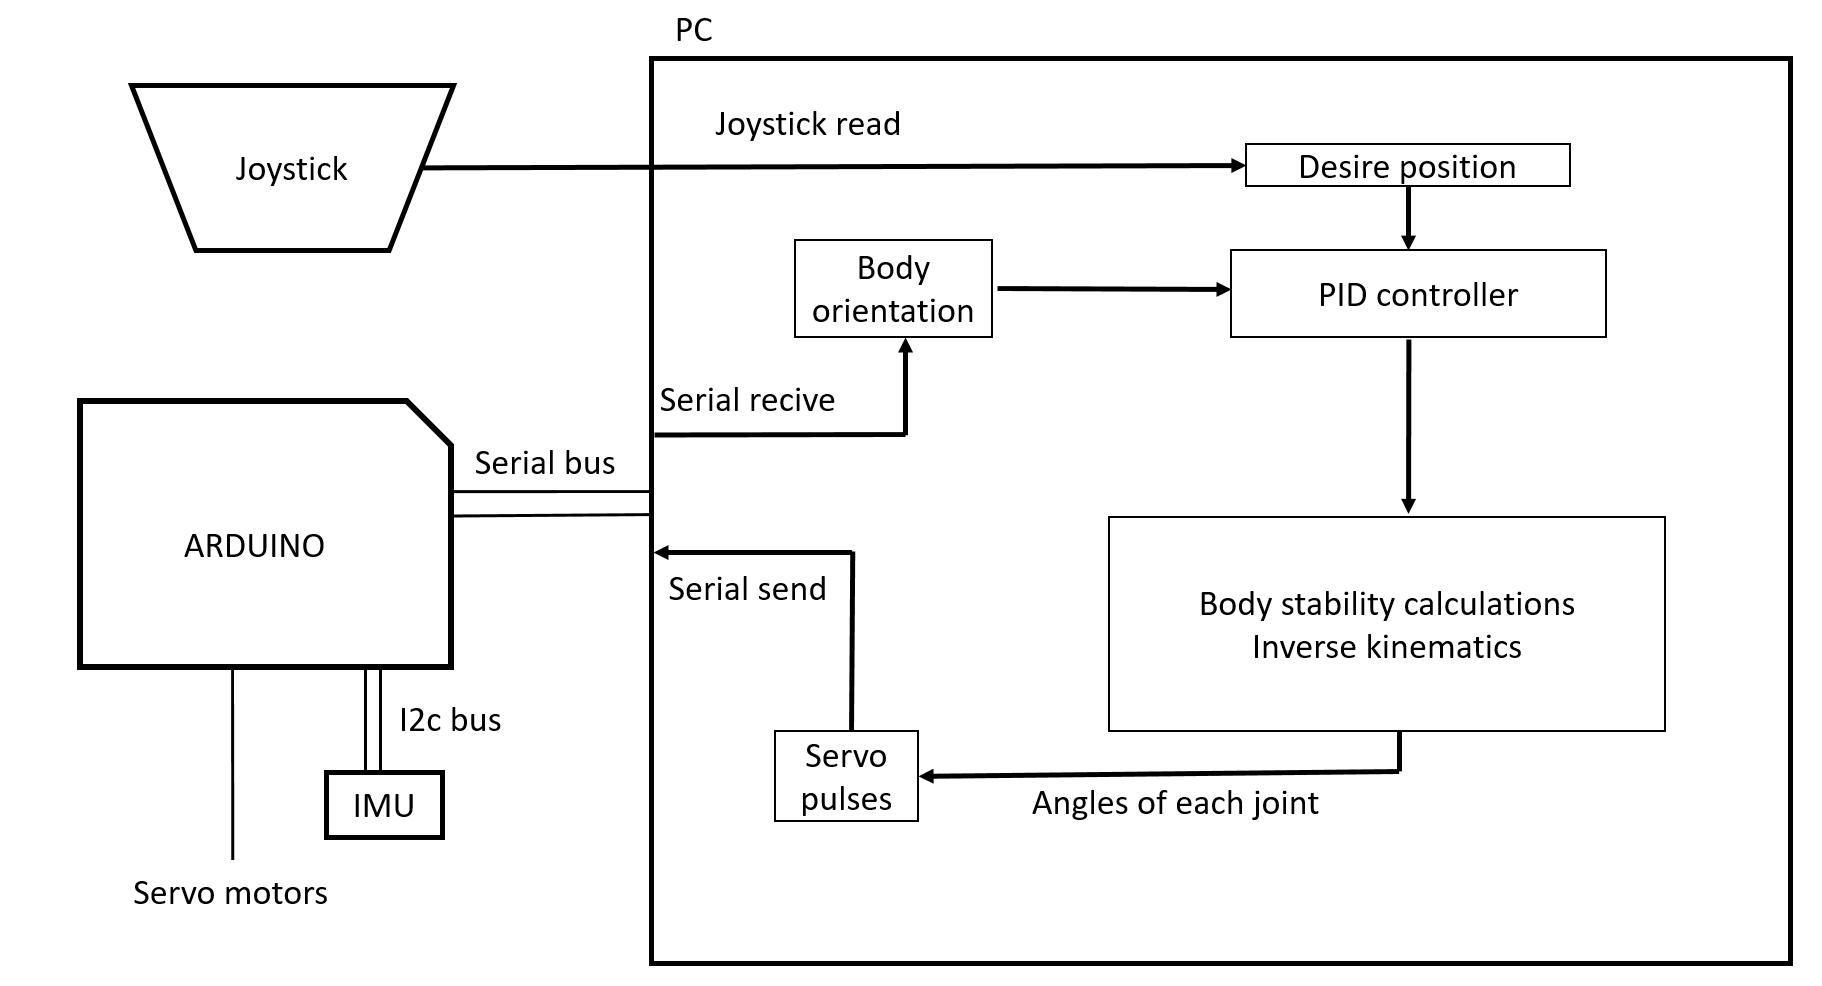 PC
Joystick read
Joystick
Desire position
Body
orientation
PID controller
Serial recive
Serial bus
ARDUINO
Serial send
Body stability calculations
Inverse kinematics
I2c bus
Servo
pulses
IMU
Angles of each joint
Servo motors